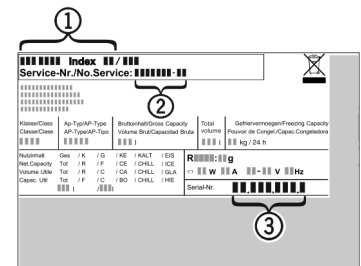 1
Index /
Service-Nr./No.Service: -
2
Klasse/Class Ap-Typ/AP-Type Bruttoinhalt/Gross Capacity Total Gefriervermoegen/Freezing Capacity
Classe/Clase AP-Type/AP-Tipo Volume Brut/Capacidad Bruta volume Pouvoir de Congel./Capac.Congeladora
I I kg / 24 h
Nutzinhalt Ges / K / G / KE / KALT / EIS
Net Capacity Tot / R / F / CE / CHILL / ICE
Volume Utile Tot / R / C / CA / CHILL / GLA
Capac. Util Tot / F / C / BO / CHILL / HIE
I / I
R : g
W A - V Hz
Serial-Nr. . . .
3